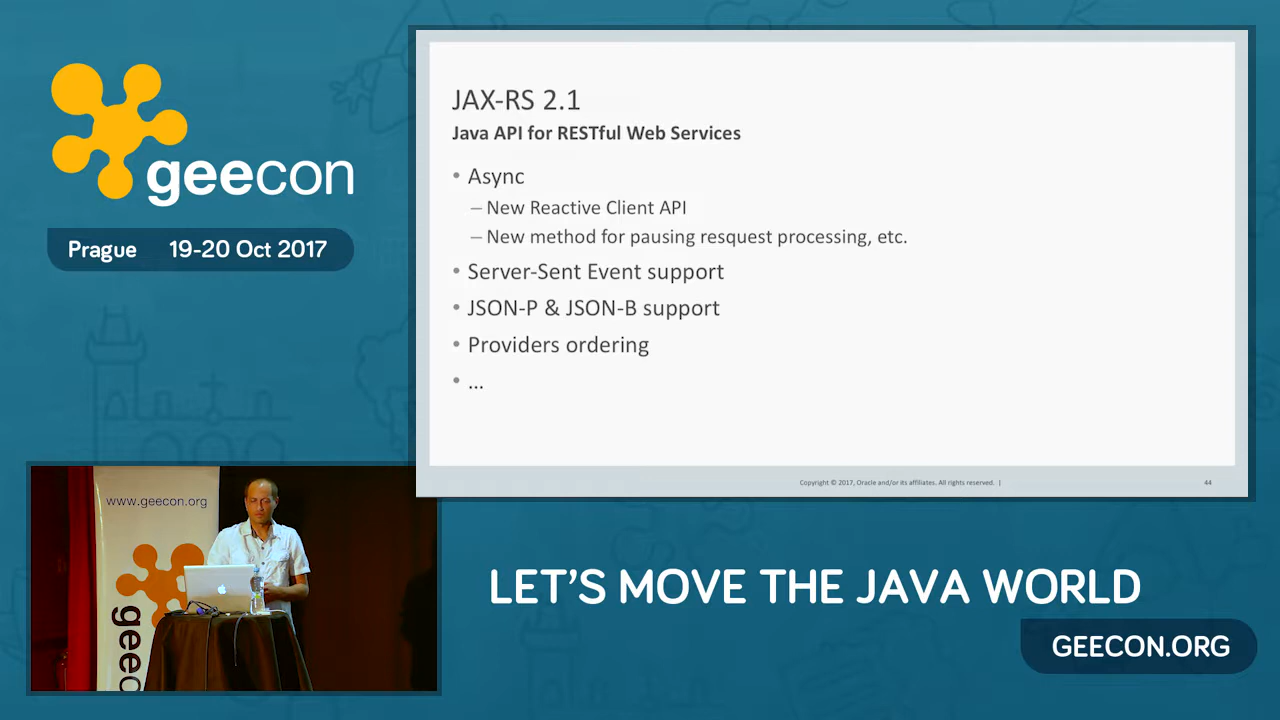 geecon
Prague 19-20 Oct 2017
JAX-RS 2.1
Java API for RESTful Web Services
• Async
– New Reactive Client API
– New method for pausing resquest processing, etc.
• Server-Sent Event support
• JSON-P & JSON-B support
• Providers ordering
• ...
Copyright © 2017, Oracle and/or its affiliates. All rights reserved. |
44
www.geecon.org
geeco
LET'S MOVE THE JAVA WORLD
GEECON.ORG